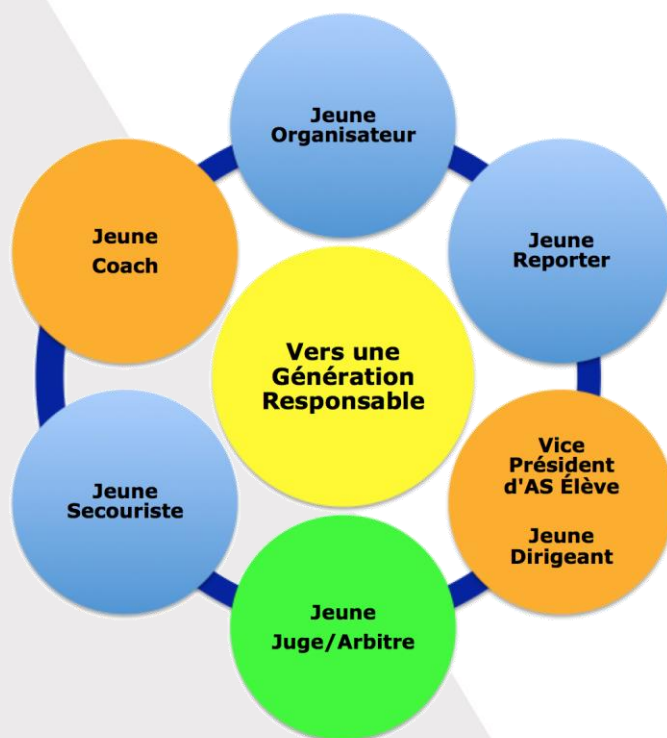 Jeune
Organisateur
Jeune
Reporter
Vice
Président
d'AS Élève
Jeune
Dirigeant
Jeune
Juge/Arbitre
Jeune
Secouriste
Jeune
Coach
Vers une
Génération
Responsable